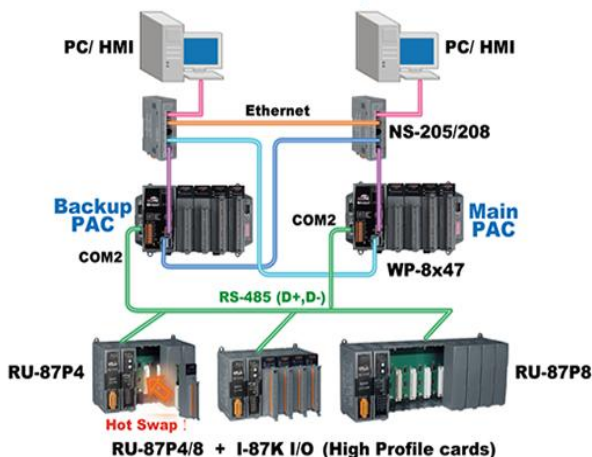 PC/ HMI
PC/ HMI
Ethernet
NS-205/208
Backup
PAC
COM2
Main
PAC
COM2
WP-8x47
RS-485 (D+,D-)
RU-87P4
RU-87P8
Hot Swap !
RU-87P4/8 + I-87K I/O (High Profile cards)